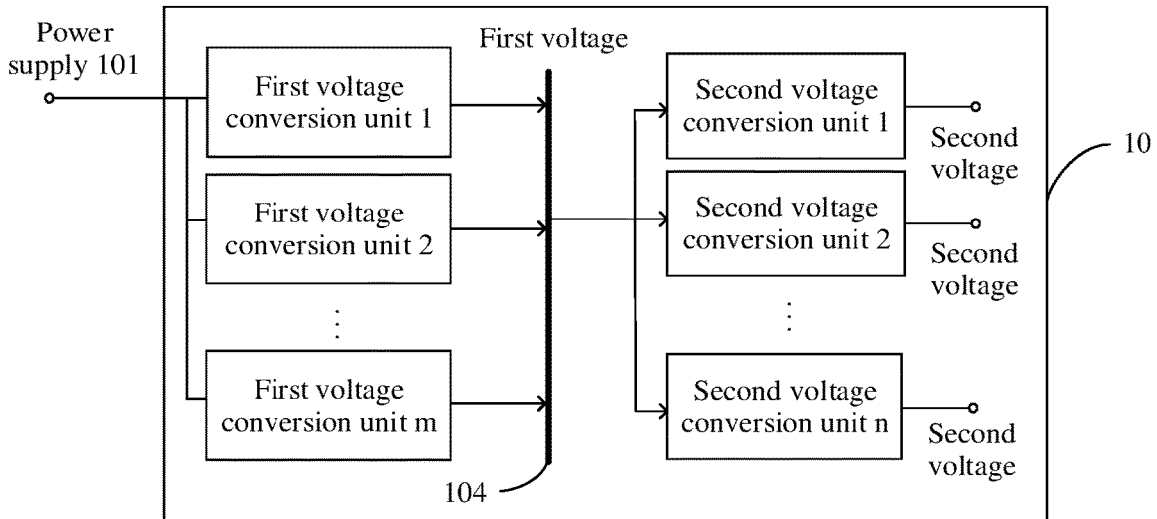 Power
supply 101
First voltage
conversion unit 1
First voltage
conversion unit 2
⋮
First voltage
conversion unit m
First voltage
104
Second voltage
conversion unit 1
Second
voltage
Second voltage
conversion unit 2
Second
voltage
⋮
Second voltage
conversion unit n
Second
voltage
10